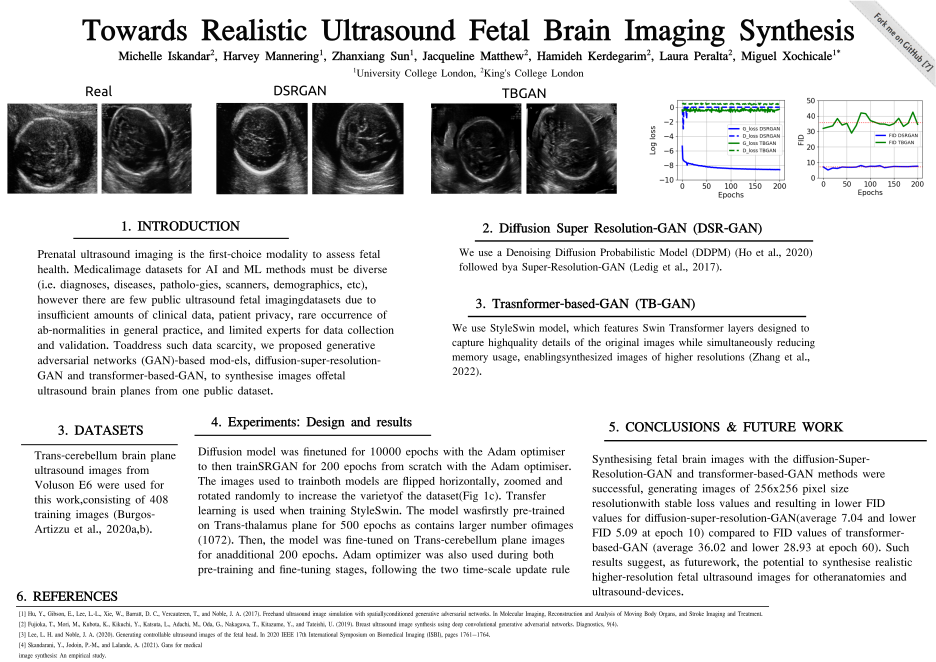 Towards Realistic Ultrasound Fetal Brain Imaging Synthesis
Fork me on GitHub [7]
Michelle Iskandar², Harvey Mannering¹, Zhanxiang Sun¹, Jacqueline Matthew², Hamideh Kerdegarim², Laura Peralta², Miguel Xochicale¹*
¹University College London, ²King's College London
Real
DSRGAN
TBGAN
0
−2
−4
−6
−8
−10
Log loss
G_loss DSRGAN
D_loss DSRGAN
G_loss TBGAN
D_loss TBGAN
0 50 100 150 200
Epochs
50
40
30
20
10
0
FID
FID DSRGAN
FID TBGAN
0 50 100 150 200
Epochs
1. INTRODUCTION
Prenatal ultrasound imaging is the first-choice modality to assess fetal
health. Medicalimage datasets for AI and ML methods must be diverse
(i.e. diagnoses, diseases, patholo-gies, scanners, demographics, etc),
however there are few public ultrasound fetal imagingdatasets due to
insufficient amounts of clinical data, patient privacy, rare occurrence of
ab-normalities in general practice, and limited experts for data collection
and validation. Toaddress such data scarcity, we proposed generative
adversarial networks (GAN)-based mod-els, diffusion-super-resolution-
GAN and transformer-based-GAN, to synthesise images offetal
ultrasound brain planes from one public dataset.
2. Diffusion Super Resolution-GAN (DSR-GAN)
We use a Denoising Diffusion Probabilistic Model (DDPM) (Ho et al., 2020)
followed bya Super-Resolution-GAN (Ledig et al., 2017).
3. Trasnformer-based-GAN (TB-GAN)
We use StyleSwin model, which features Swin Transformer layers designed to
capture highquality details of the original images while simultaneously reducing
memory usage, enablingsynthesized images of higher resolutions (Zhang et al.,
2022).
3. DATASETS
Trans-cerebellum brain plane
ultrasound images from
Voluson E6 were used for
this work,consisting of 408
training images (Burgos-
Artizzu et al., 2020a,b).
4. Experiments: Design and results
Diffusion model was finetuned for 10000 epochs with the Adam optimiser
to then trainSRGAN for 200 epochs from scratch with the Adam optimiser.
The images used to trainboth models are flipped horizontally, zoomed and
rotated randomly to increase the varietyof the dataset(Fig 1c). Transfer
learning is used when training StyleSwin. The model wasfirstly pre-trained
on Trans-thalamus plane for 500 epochs as contains larger number ofimages
(1072). Then, the model was fine-tuned on Trans-cerebellum plane images
for anadditional 200 epochs. Adam optimizer was also used during both
pre-training and fine-tuning stages, following the two time-scale update rule
5. CONCLUSIONS & FUTURE WORK
Synthesising fetal brain images with the diffusion-Super-
Resolution-GAN and transformer-based-GAN methods were
successful, generating images of 256x256 pixel size
resolutionwith stable loss values and resulting in lower FID
values for diffusion-super-resolution-GAN(average 7.04 and lower
FID 5.09 at epoch 10) compared to FID values of transformer-
based-GAN (average 36.02 and lower 28.93 at epoch 60). Such
results suggest, as futurework, the potential to synthesise realistic
higher-resolution fetal ultrasound images for otheranatomies and
ultrasound-devices.
6. REFERENCES
[1] Hu, Y., Gibson, E., Lee, L.-L., Xie, W., Barratt, D. C., Vercauteren, T., and Noble, J. A. (2017). Freehand ultrasound image simulation with spatiallyconditioned generative adversarial networks. In Molecular Imaging, Reconstruction and Analysis of Moving Body Organs, and Stroke Imaging and Treatment.
[2] Fujioka, T., Mori, M., Kubota, K., Kikuchi, Y., Katsuta, L., Adachi, M., Oda, G., Nakagawa, T., Kitazume, Y., and Tateishi, U. (2019). Breast ultrasound image synthesis using deep convolutional generative adversarial networks. Diagnostics, 9(4).
[3] Lee, L. H. and Noble, J. A. (2020). Generating controllable ultrasound images of the fetal head. In 2020 IEEE 17th International Symposium on Biomedical Imaging (ISBI), pages 1761–1764.
[4] Skandarani, Y., Jodoin, P.-M., and Lalande, A. (2021). Gans for medical
image synthesis: An empirical study.